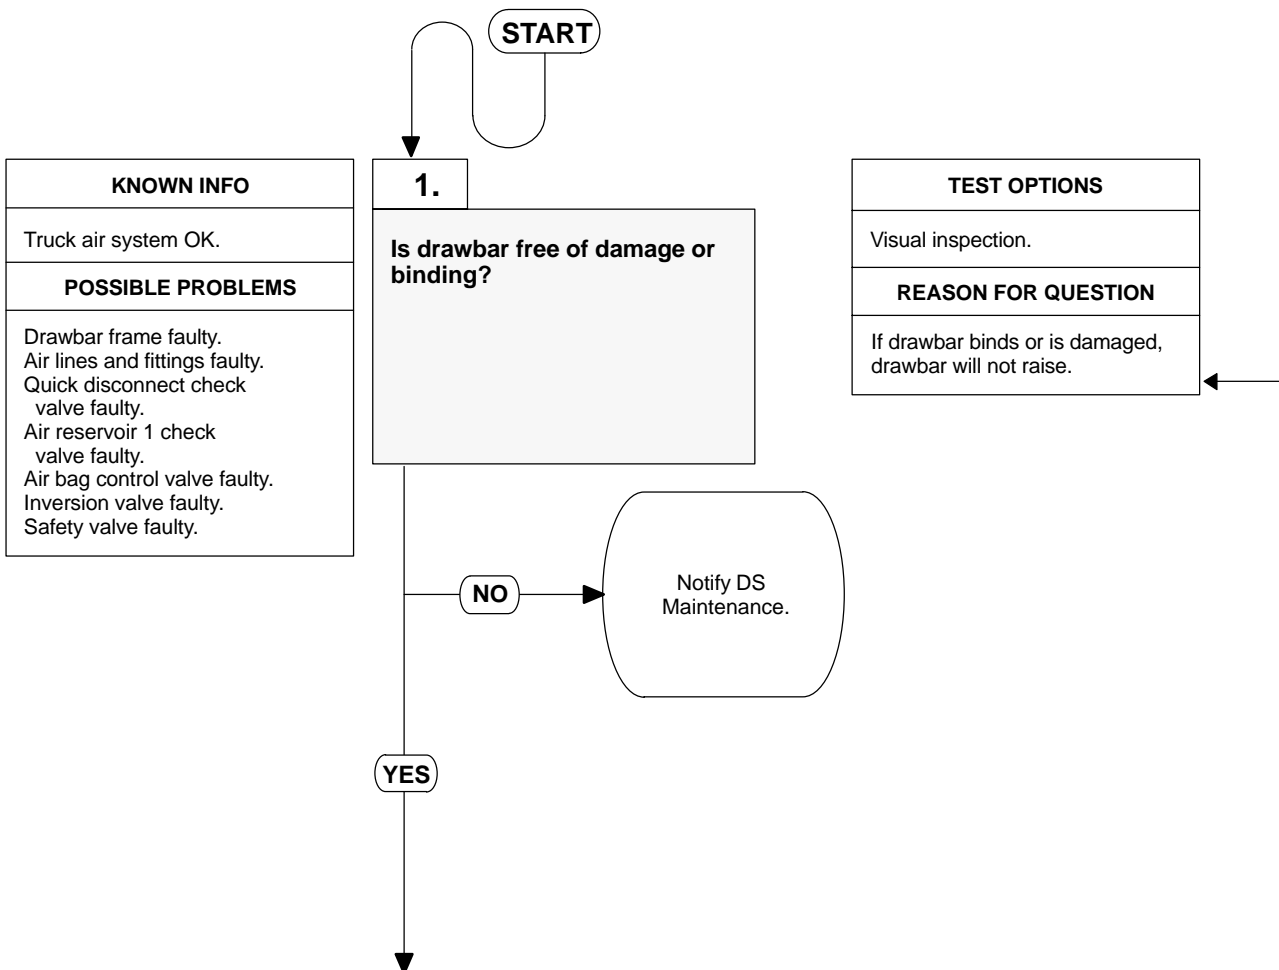 START
KNOWN INFO
Truck air system OK.
POSSIBLE PROBLEMS
Drawbar frame faulty.
Air lines and fittings faulty.
Quick disconnect check
valve faulty.
Air reservoir 1 check
valve faulty.
Air bag control valve faulty.
Inversion valve faulty.
Safety valve faulty.
1.
Is drawbar free of damage or
binding?
TEST OPTIONS
Visual inspection.
REASON FOR QUESTION
If drawbar binds or is damaged,
drawbar will not raise.
NO
Notify DS
Maintenance.
YES